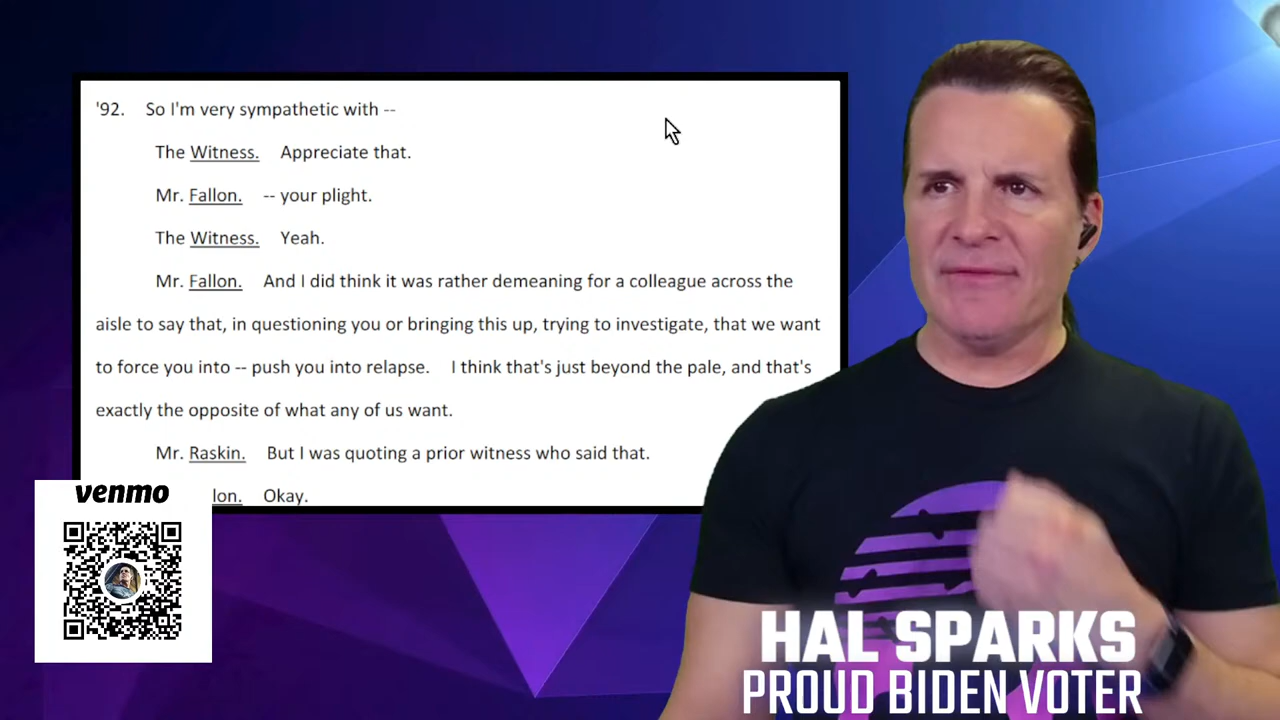 '92. So I'm very sympathetic with --
The Witness. Appreciate that.
Mr. Fallon. -- your plight.
The Witness. Yeah.
Mr. Fallon. And I did think it was rather demeaning for a colleague across the
aisle to say that, in questioning you or bringing this up, trying to investigate, that we want
to force you into -- push you into relapse. I think that's just beyond the pale, and that's
exactly the opposite of what any of us want.
Mr. Raskin. But I was quoting a prior witness who said that.
lon. Okay.
venmo
HAL SPARKS
PROUD BIDEN VOTER